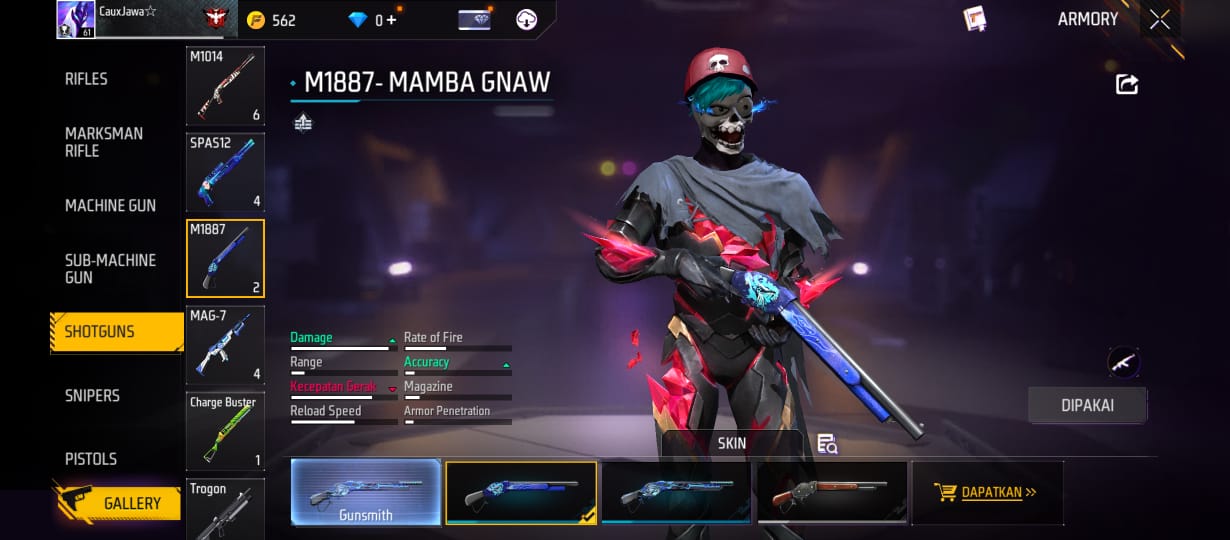 CauxJawa☆
61
562
0+
ARMORY
RIFLES
MARKSMAN
RIFLE
MACHINE GUN
SUB-MACHINE
GUN
SHOTGUNS
SNIPERS
PISTOLS
GALLERY
M1014
6
SPAS12
4
M1887
2
MAG-7
4
Charge Buster
1
Trogon
M1887- MAMBA GNAW
Damage
Rate of Fire
Range
Accuracy
Kecepatan Gerak
Magazine
Reload Speed
Armor Penetration
DIPAKAI
SKIN
Gunsmith
DAPATKAN >>